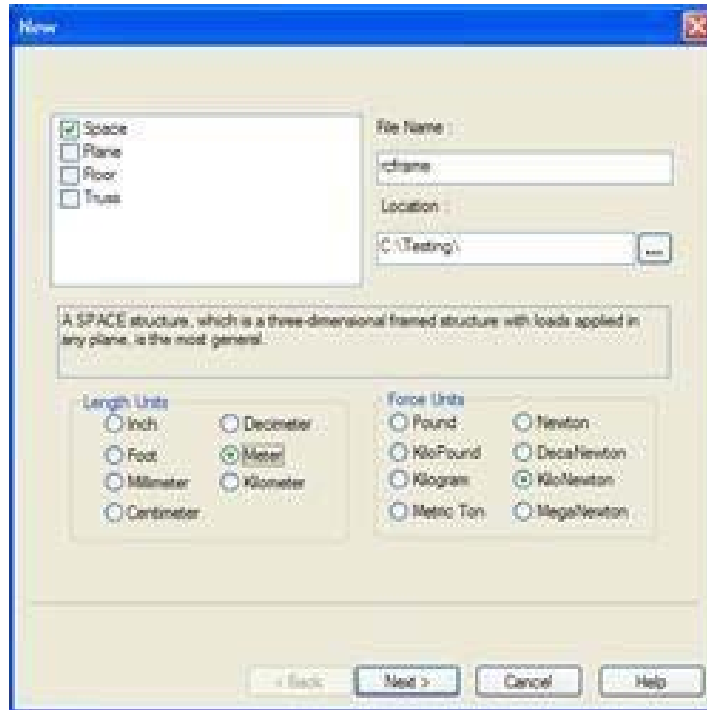 New
Space
Plane
Floor
Truss
File Name :
rcframe
Location :
C:\Testing\
...
A SPACE structure, which is a three-dimensional framed structure with loads applied in
any plane, is the most general.
Length Units
Inch
Decimeter
Foot
Meter
Millimeter
Kilometer
Centimeter
Force Units
Pound
Newton
KiloPound
DecaNewton
Kilogram
KiloNewton
Metric Ton
MegaNewton
< Back
Next >
Cancel
Help